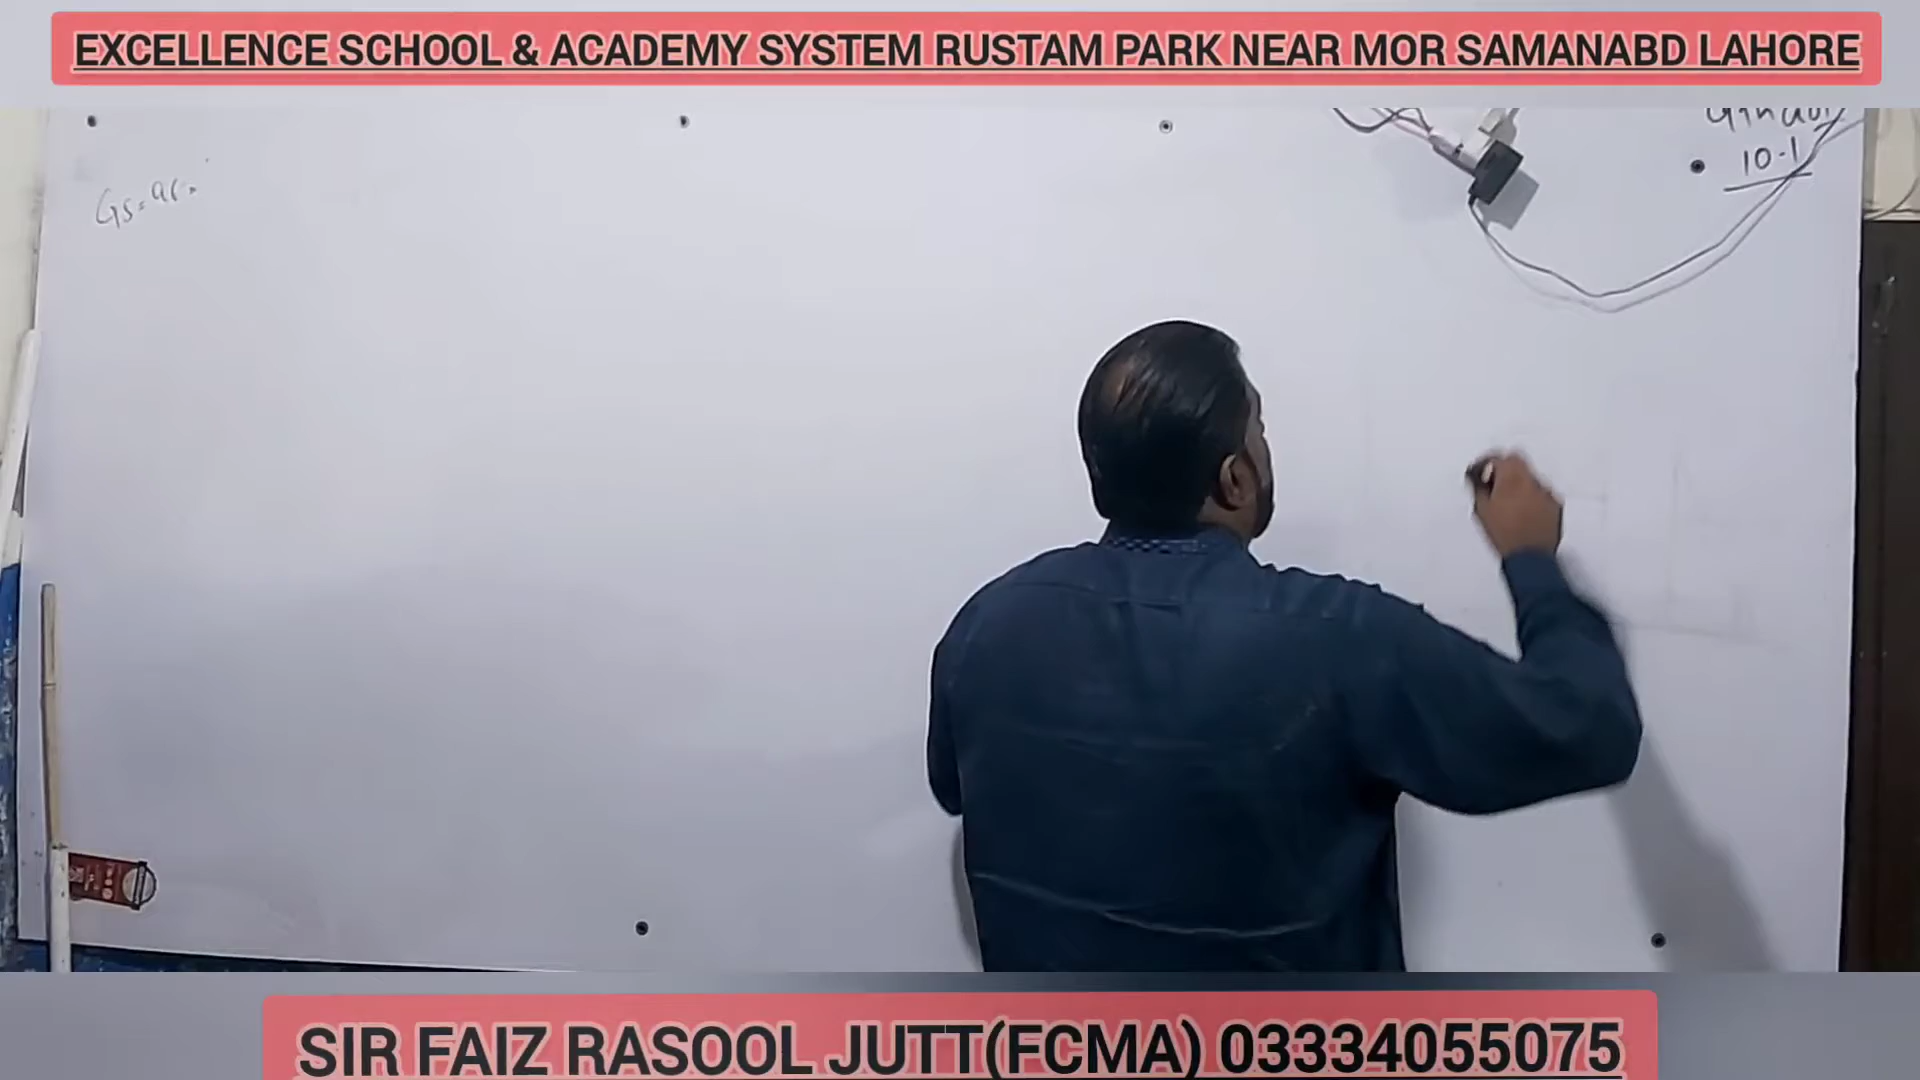 EXCELLENCE SCHOOL & ACADEMY SYSTEM RUSTAM PARK NEAR MOR SAMANABD LAHORE
10-1
SIR FAIZ RASOOL JUTT(FCMA) 03334055075